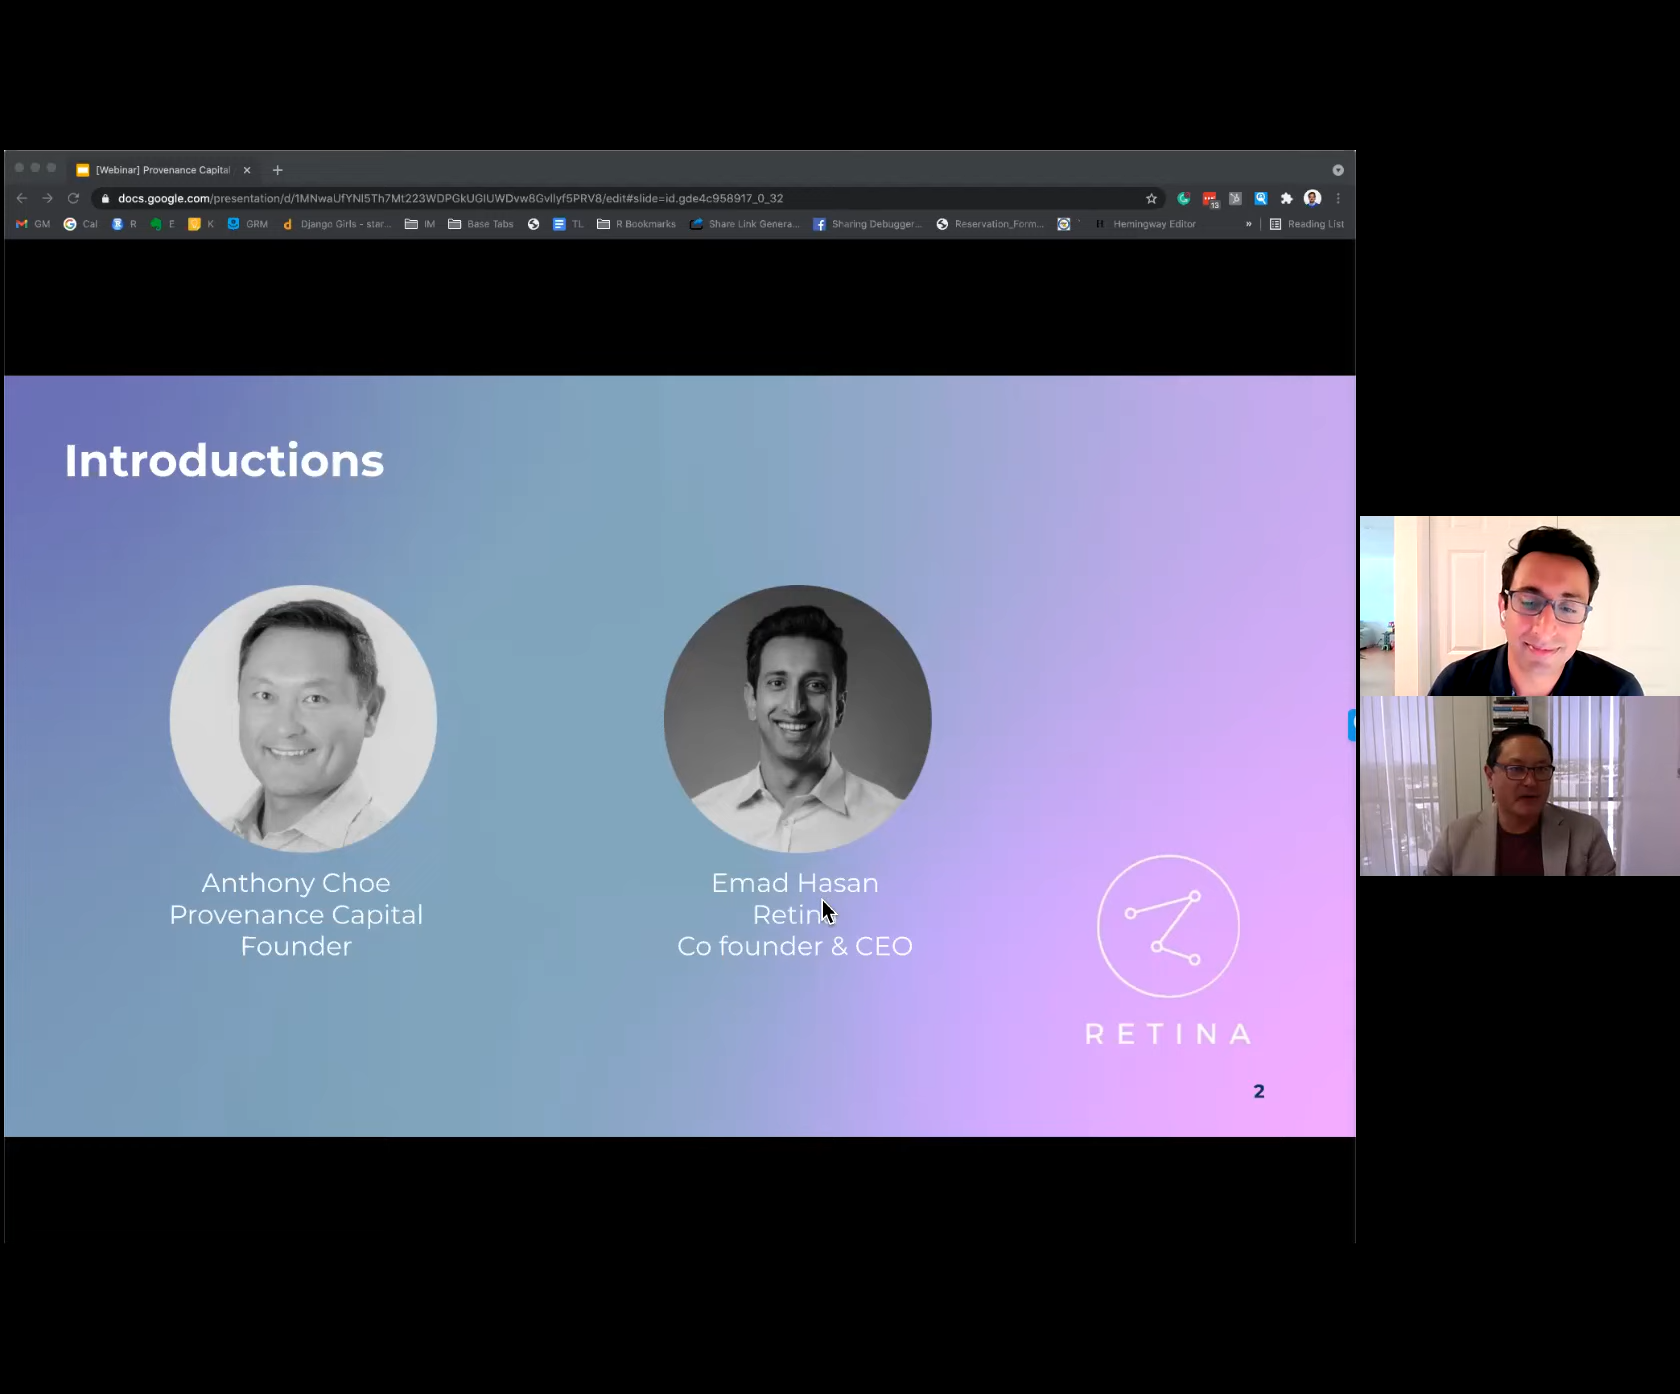 [Webinar] Provenance Capital
docs.google.com/presentation/d/1MNwaUfYNI5Th7Mt223WDPGkUGIUWDvw8Gvllyf5PRV8/edit#slide=id.gde4c958917_0_32
13
GM Cal R E K GRM Django Girls - star... IM Base Tabs TL R Bookmarks Share Link Genera... Sharing Debugger... Reservation_Form... H Hemingway Editor » Reading List
Introductions
Anthony Choe
Provenance Capital
Founder
Emad Hasan
Retin
Co founder & CEO
RETINA
2